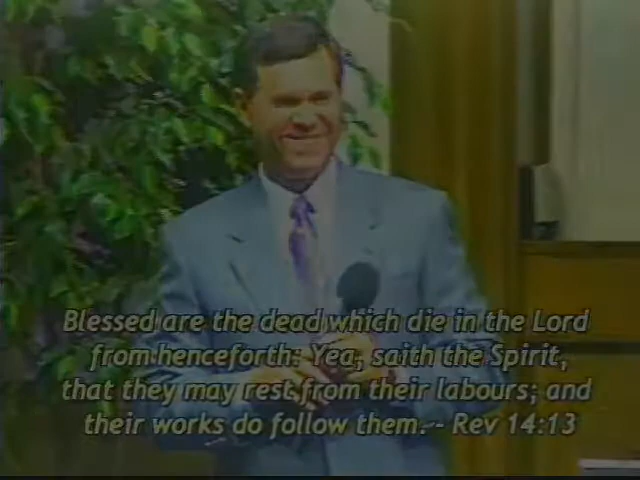 Blessed are the dead which die in the Lord
from henceforth: Yea, saith the Spirit,
that they may rest from their labours; and
their works do follow them. - Rev 14:13